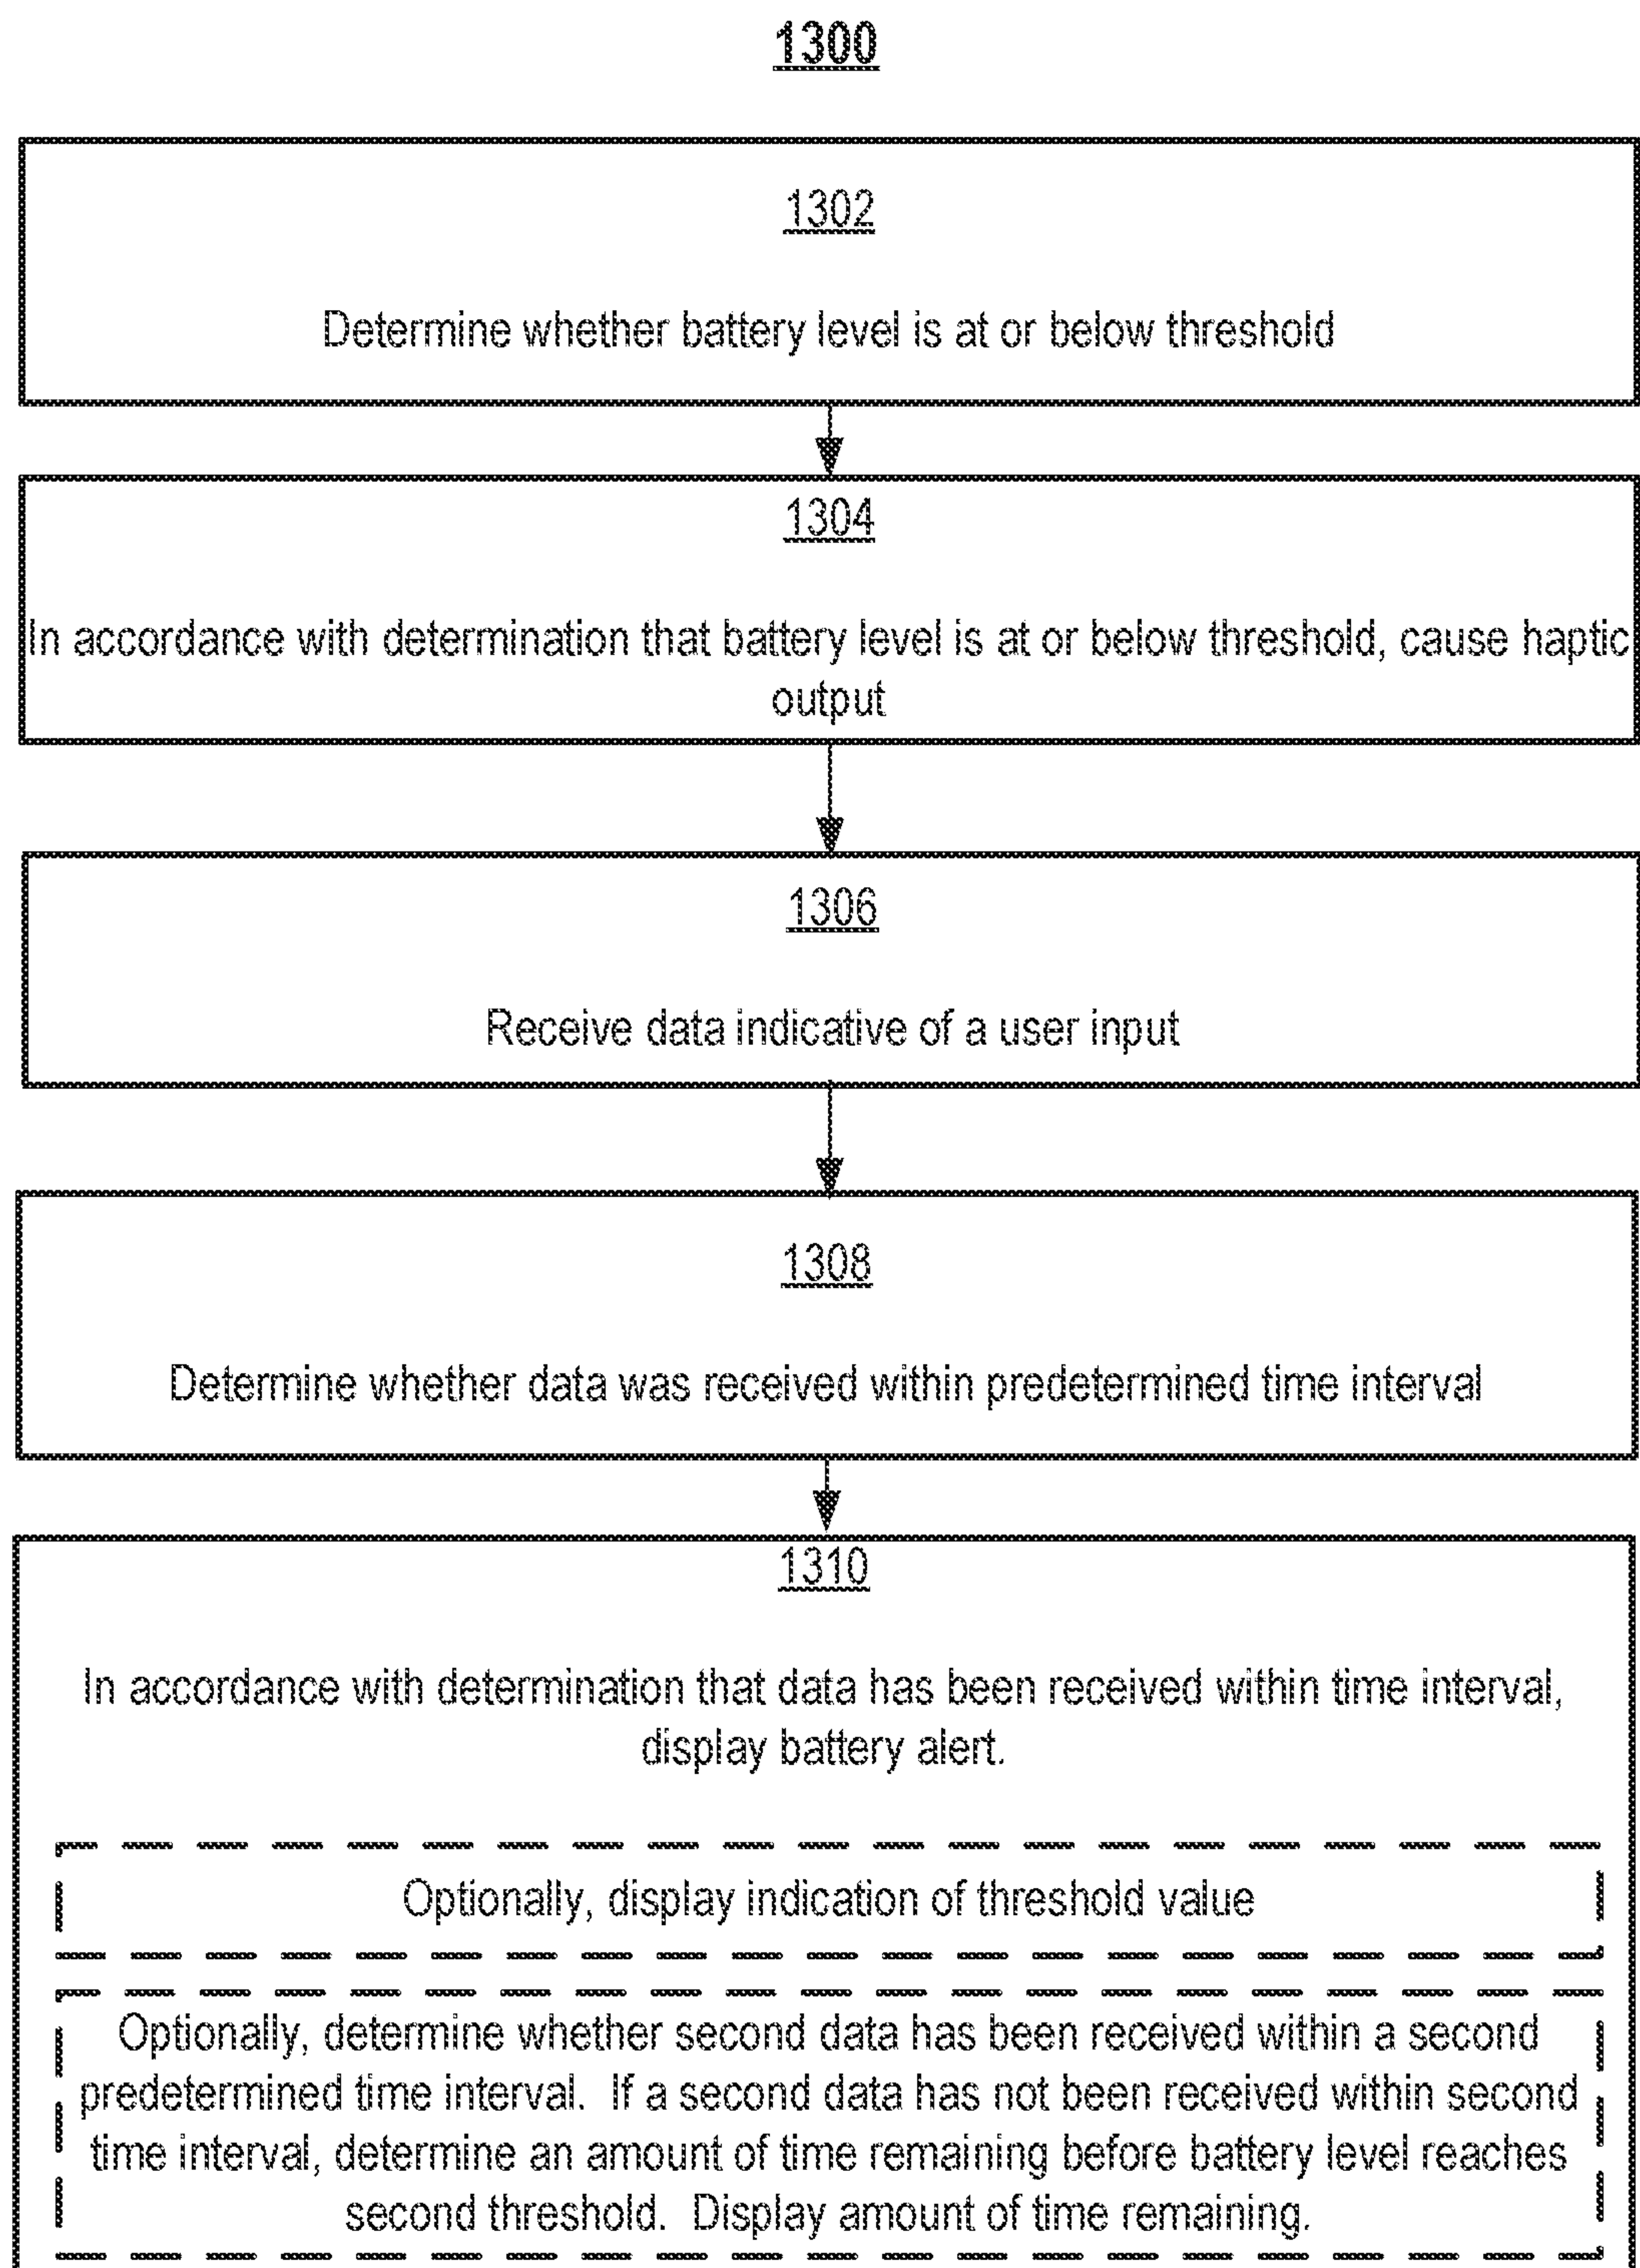 1300
1302
Determine whether battery level is at or below threshold
1304
In accordance with determination that battery level is at or below threshold, cause haptic
output
1306
Receive data indicative of a user input
1308
Determine whether data was received within predetermined time interval
1310
In accordance with determination that data has been received within time interval,
display battery alert.
Optionally, display indication of threshold value
Optionally, determine whether second data has been received within a second
predetermined time interval.  If a second data has not been received within second
time interval, determine an amount of time remaining before battery level reaches
second threshold.  Display amount of time remaining.